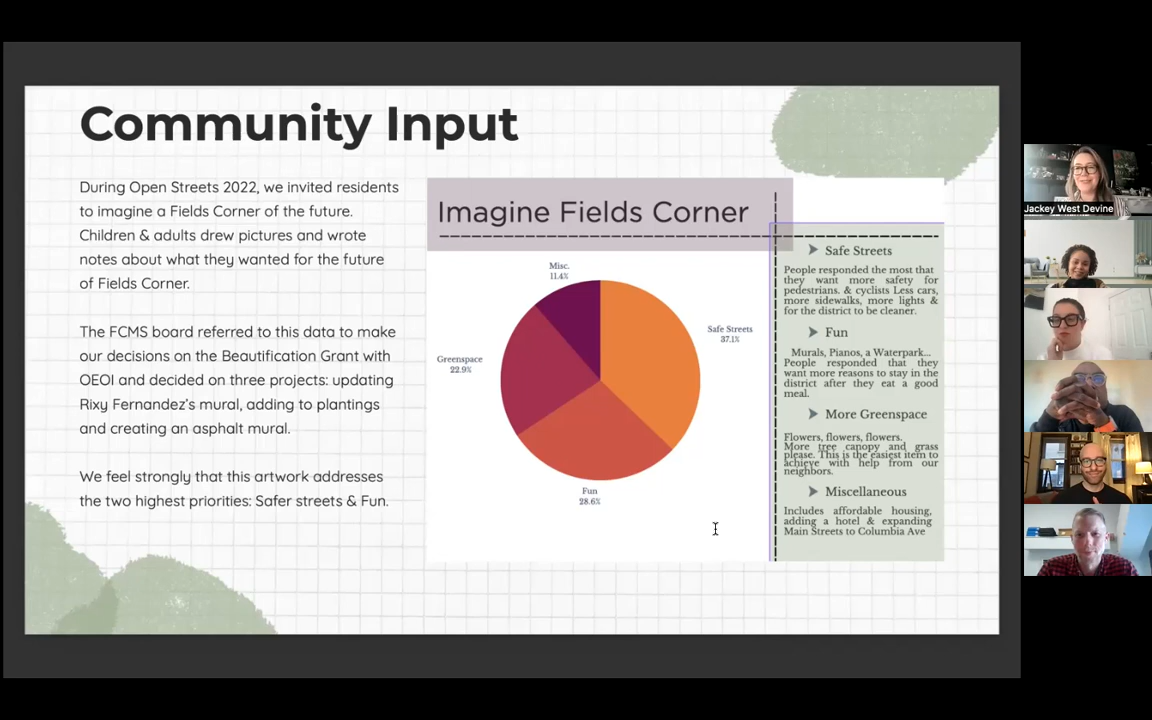 Community Input
During Open Streets 2022, we invited residents
to imagine a Fields Corner of the future.
Children & adults drew pictures and wrote
notes about what they wanted for the future
of Fields Corner.
The FCMS board referred to this data to make
our decisions on the Beautification Grant with
OEOI and decided on three projects: updating
Rixy Fernandez's mural, adding to plantings
and creating an asphalt mural.
We feel strongly that this artwork addresses
the two highest priorities: Safer streets & Fun.
Imagine Fields Corner
Misc.
11.4%
Safe Streets
37.1%
Greenspace
22.9%
Fun
28.6%
Safe Streets
People responded the most that
they want more safety for
pedestrians. & cyclists Less cars,
more sidewalks, more lights &
for the district to be cleaner.
Fun
Murals, Pianos, a Waterpark...
People responded that they
want more reasons to stay in the
district after they eat a good
meal.
More Greenspace
Flowers, flowers, flowers.
More tree canopy and grass
please. This is the easiest item to
achieve with help from our
neighbors.
Miscellaneous
Includes affordable housing,
adding a hotel & expanding
Main Streets to Columbia Ave
Jackey West Devine